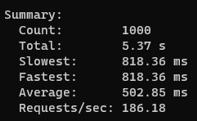 Summary:
Count: 1000
Total: 5.37 s
Slowest: 818.36 ms
Fastest: 818.36 ms
Average: 502.85 ms
Requests/sec: 186.18